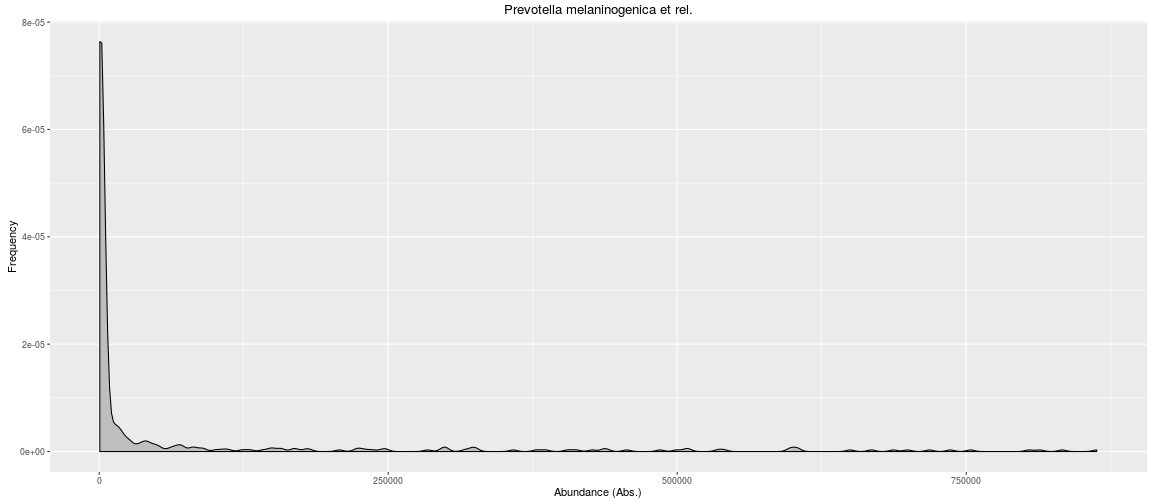 Prevotella melaninogenica et rel.
8e-05
6e-05
4e-05
2e-05
0e+00
Frequency
0
250000
500000
750000
Abundance (Abs.)